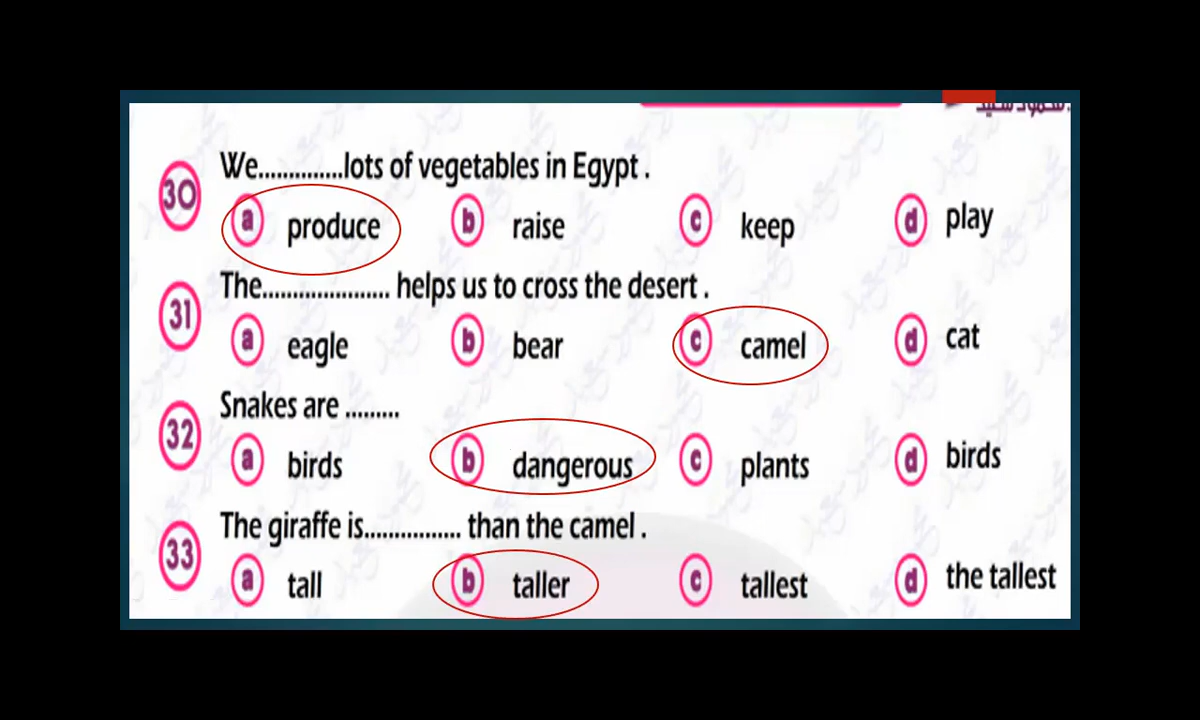 30 We..............lots of vegetables in Egypt .
a produce b raise c keep d play
31 The..................... helps us to cross the desert .
a eagle b bear c camel d cat
32 Snakes are .........
a birds b dangerous c plants d birds
33 The giraffe is................ than the camel .
a tall b taller c tallest d the tallest